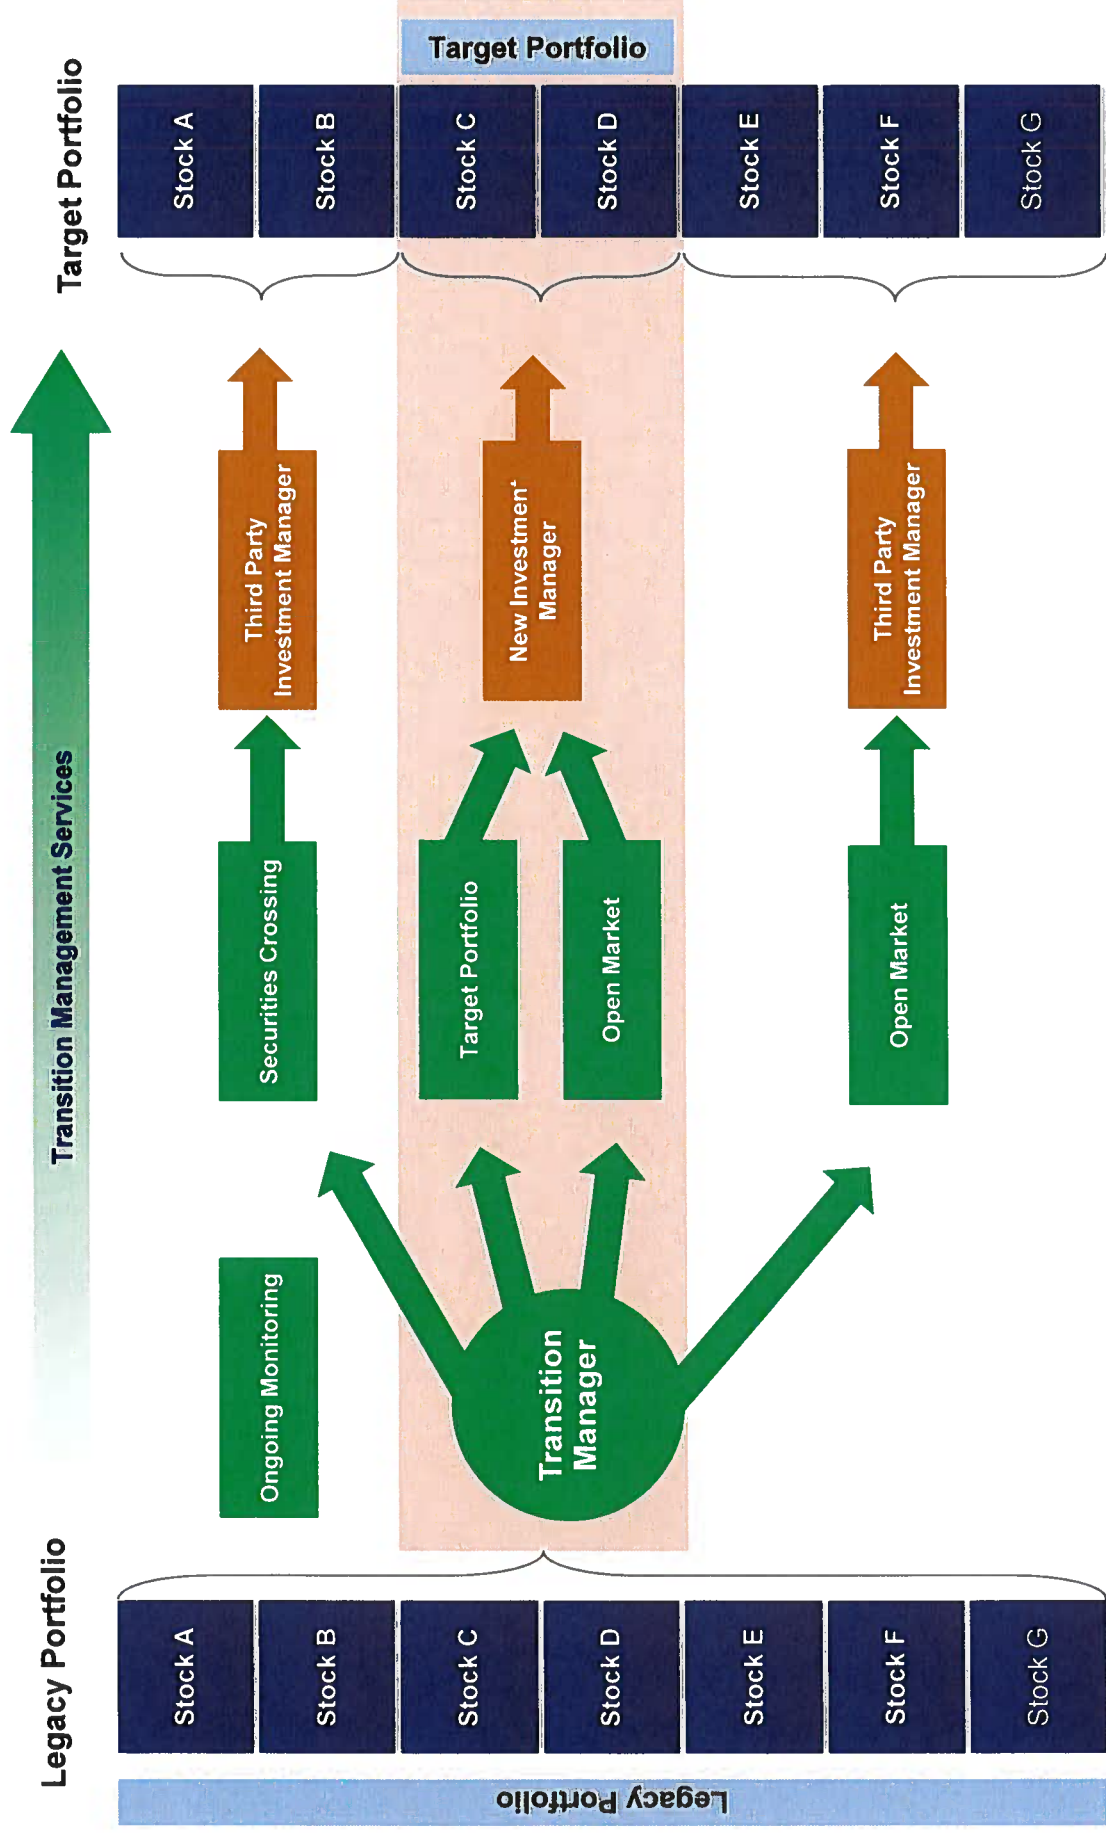 Transition Management Services
Legacy Portfolio
Target Portfolio
Legacy Portfolio
Stock A
Stock B
Stock C
Stock D
Stock E
Stock F
Stock G
Ongoing Monitoring
Transition
Manager
Securities Crossing
Target Portfolio
Open Market
Open Market
Third Party
Investment Manager
New Investment
Manager
Third Party
Investment Manager
Stock A
Stock B
Stock C
Stock D
Stock E
Stock F
Stock G
Target Portfolio